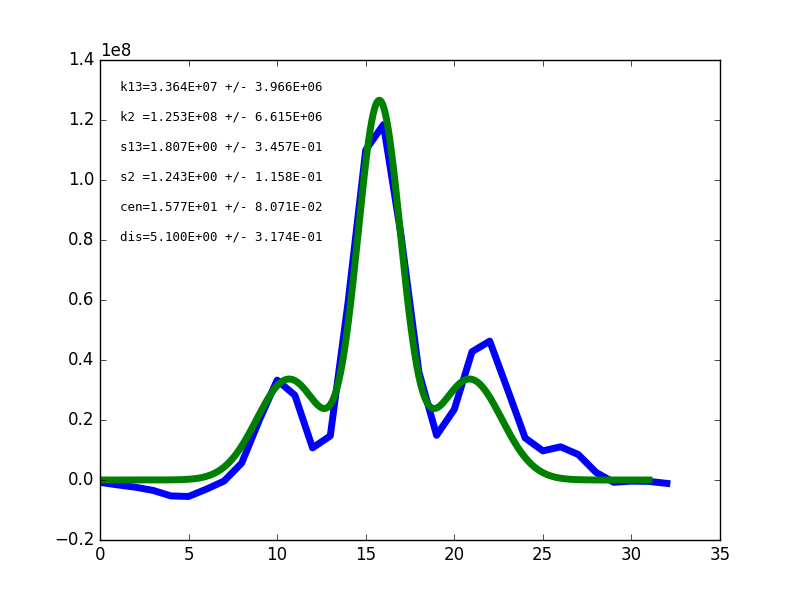 1e8
1.4
k13=3.364E+07 +/- 3.966E+06
1.2
k2 =1.253E+08 +/- 6.615E+06
s13=1.807E+00 +/- 3.457E-01
1.0
s2 =1.243E+00 +/- 1.158E-01
cen=1.577E+01 +/- 8.071E-02
0.8
dis=5.100E+00 +/- 3.174E-01
0.6
0.4
0.2
0.0
−0.2
0 5 10 15 20 25 30 35